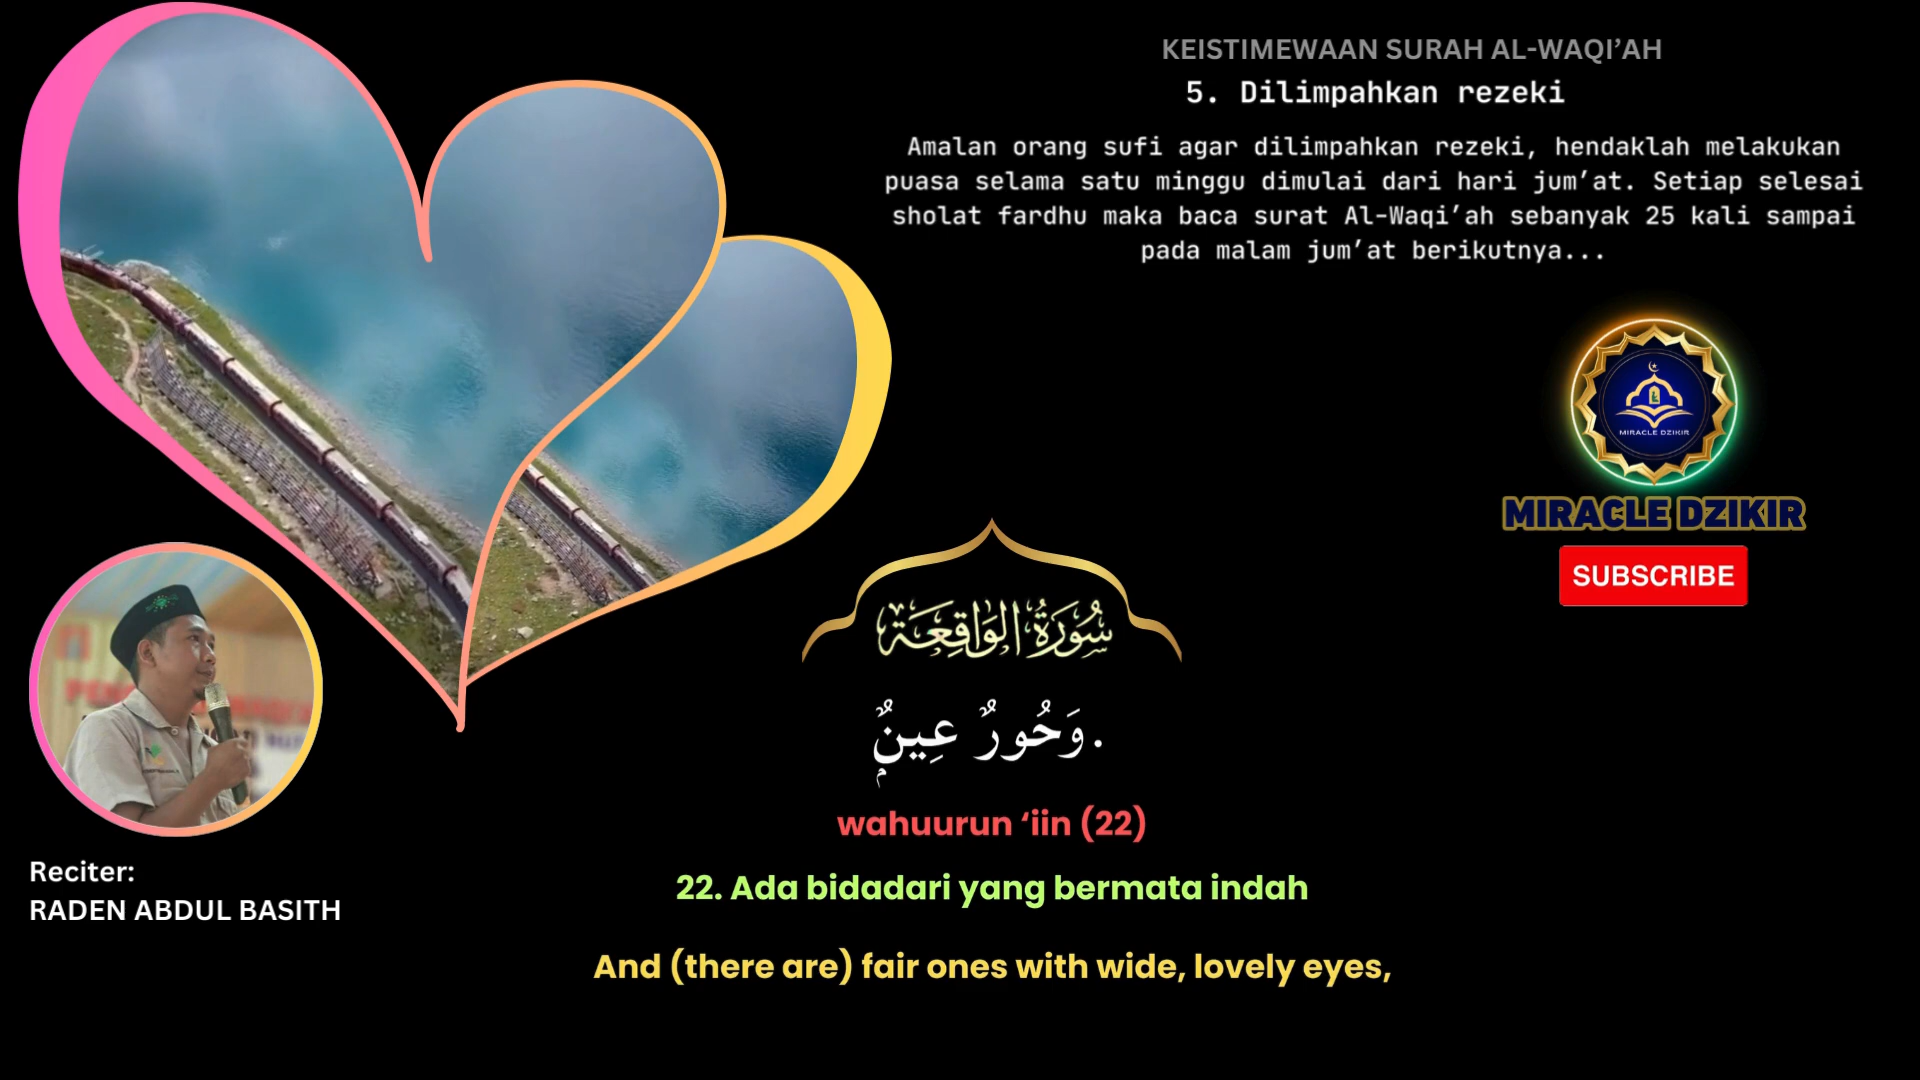 KEISTIMEWAAN SURAH AL-WAQI’AH
5. Dilimpahkan rezeki
Amalan orang sufi agar dilimpahkan rezeki, hendaklah melakukan
puasa selama satu minggu dimulai dari hari jum’at. Setiap selesai
sholat fardhu maka baca surat Al-Waqi’ah sebanyak 25 kali sampai
pada malam jum’at berikutnya...
MIRACLE DZIKIR
MIRACLE DZIKIR
SUBSCRIBE
سُورَةُ الوَاقِعَة
وَحُورٌ عِينٌۭ.
wahuurun ‘iin (22)
22. Ada bidadari yang bermata indah
And (there are) fair ones with wide, lovely eyes,
Reciter:
RADEN ABDUL BASITH